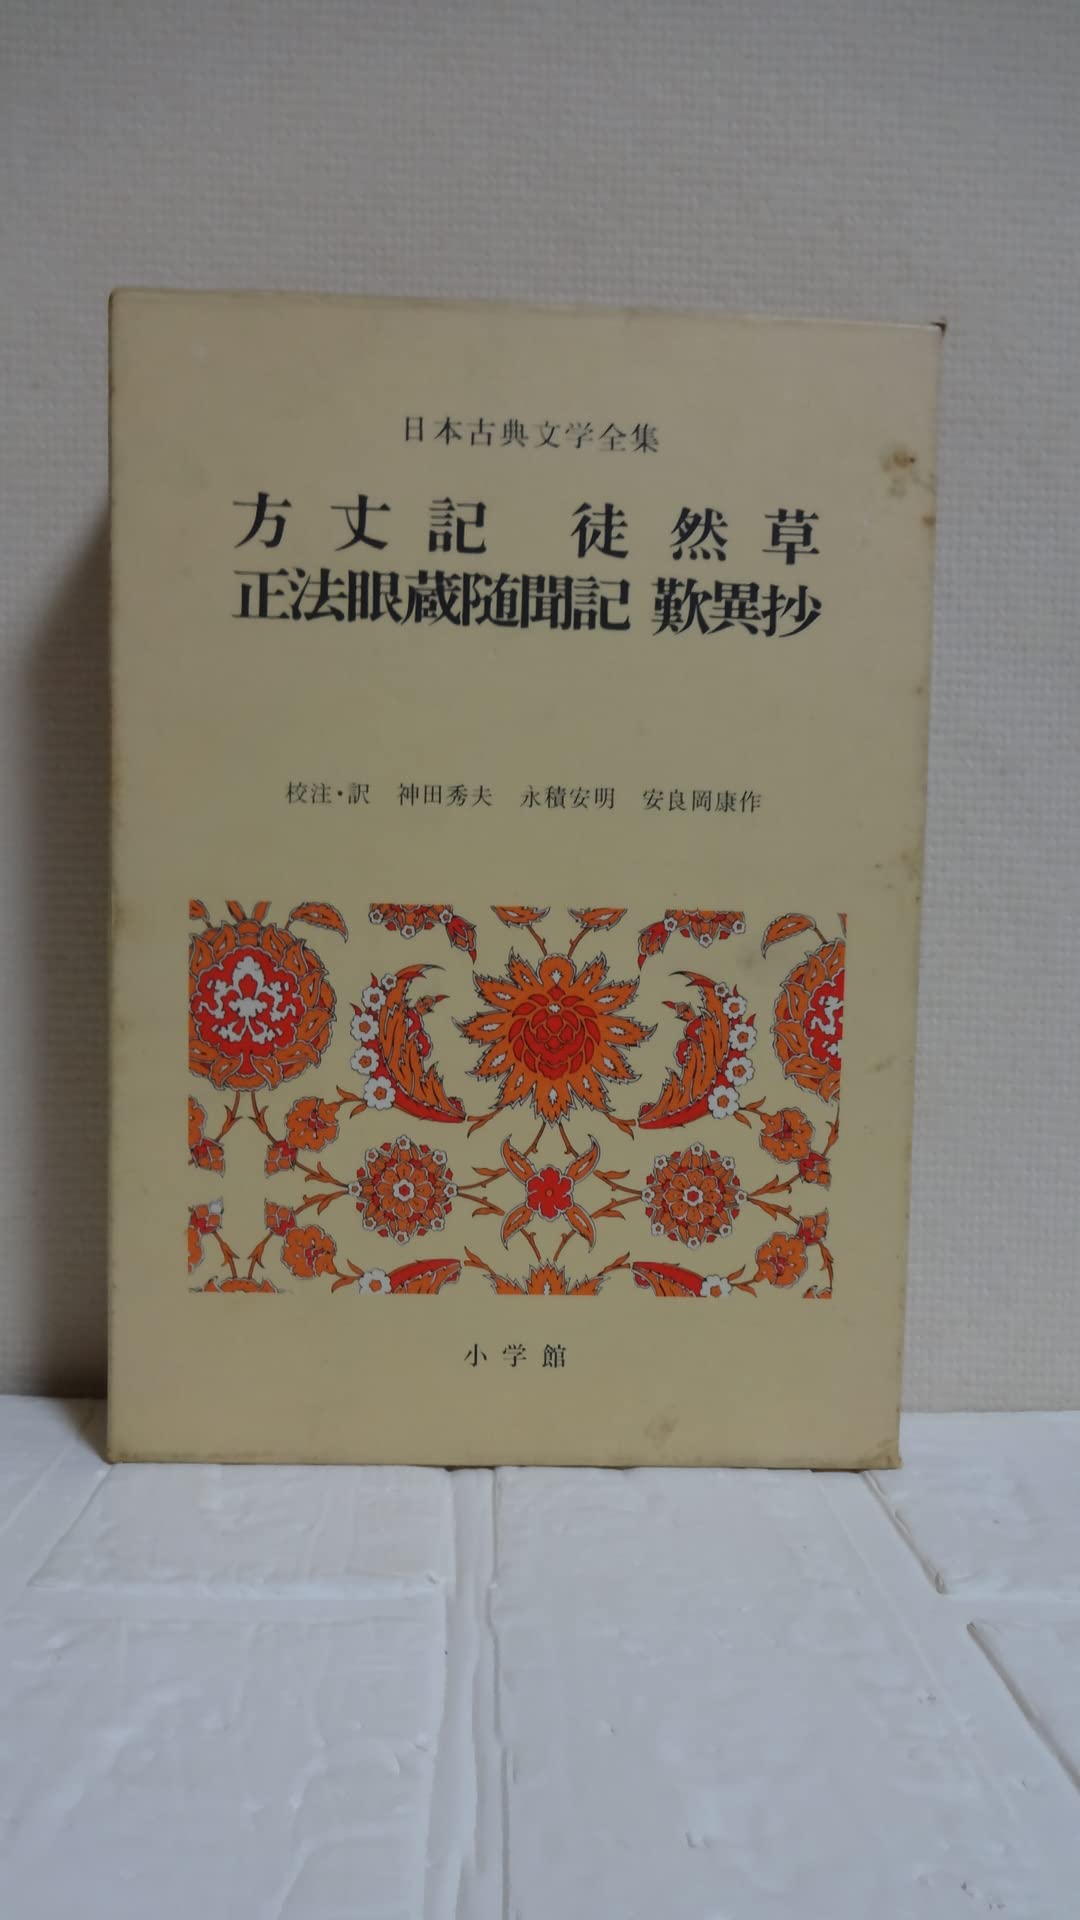 日本古典文学全集
方丈記 徒然草
正法眼蔵随聞記 歎異抄
校注・訳 神田秀夫 永積安明 安良岡康作
小学館